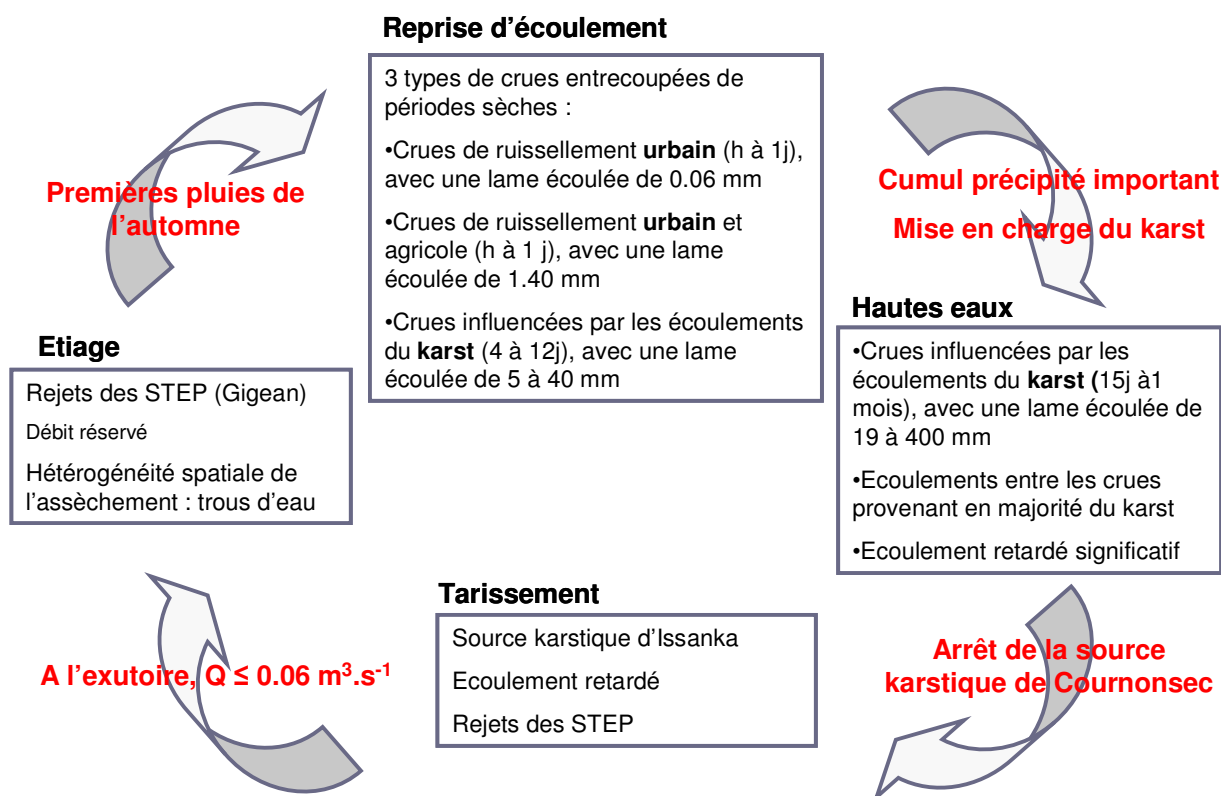 Reprise d’écoulement
3 types de crues entrecoupées de
périodes sèches :
•Crues de ruissellement urbain (h à 1j),
avec une lame écoulée de 0.06 mm
•Crues de ruissellement urbain et
agricole (h à 1 j), avec une lame
écoulée de 1.40 mm
•Crues influencées par les écoulements
du karst (4 à 12j), avec une lame
écoulée de 5 à 40 mm
Cumul précipité important
Mise en charge du karst
Hautes eaux
•Crues influencées par les
écoulements du karst (15j à1
mois), avec une lame écoulée de
19 à 400 mm
•Ecoulements entre les crues
provenant en majorité du karst
•Ecoulement retardé significatif
Arrêt de la source
karstique de Cournonsec
Tarissement
Source karstique d’Issanka
Ecoulement retardé
Rejets des STEP
A l’exutoire, Q ≤ 0.06 m³.s⁻¹
Etiage
Rejets des STEP (Gigean)
Débit réservé
Hétérogénéité spatiale de
l’assèchement : trous d’eau
Premières pluies de
l’automne